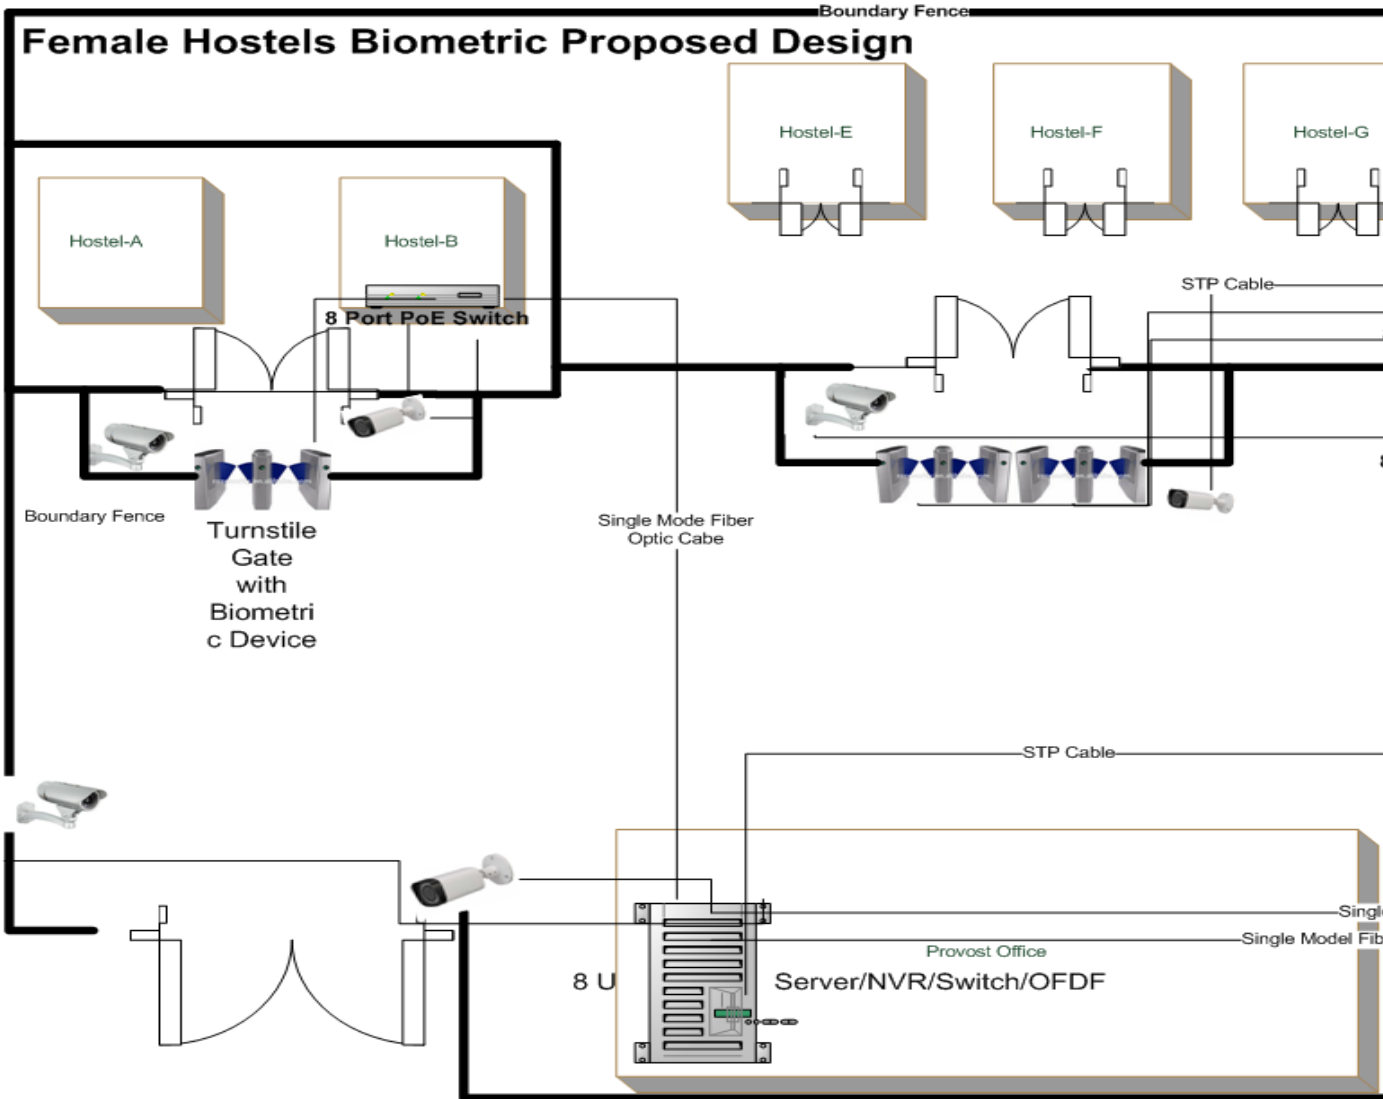 Boundary Fence
Female Hostels Biometric Proposed Design
Hostel-E
Hostel-F
Hostel-G
Hostel-A
Hostel-B
STP Cable
8 Port PoE Switch
Boundary Fence
Turnstile
Gate
with
Biometri
c Device
Single Mode Fiber
Optic Cabe
STP Cable
Singl
Single Model Fib
Provost Office
8 U
Server/NVR/Switch/OFDF